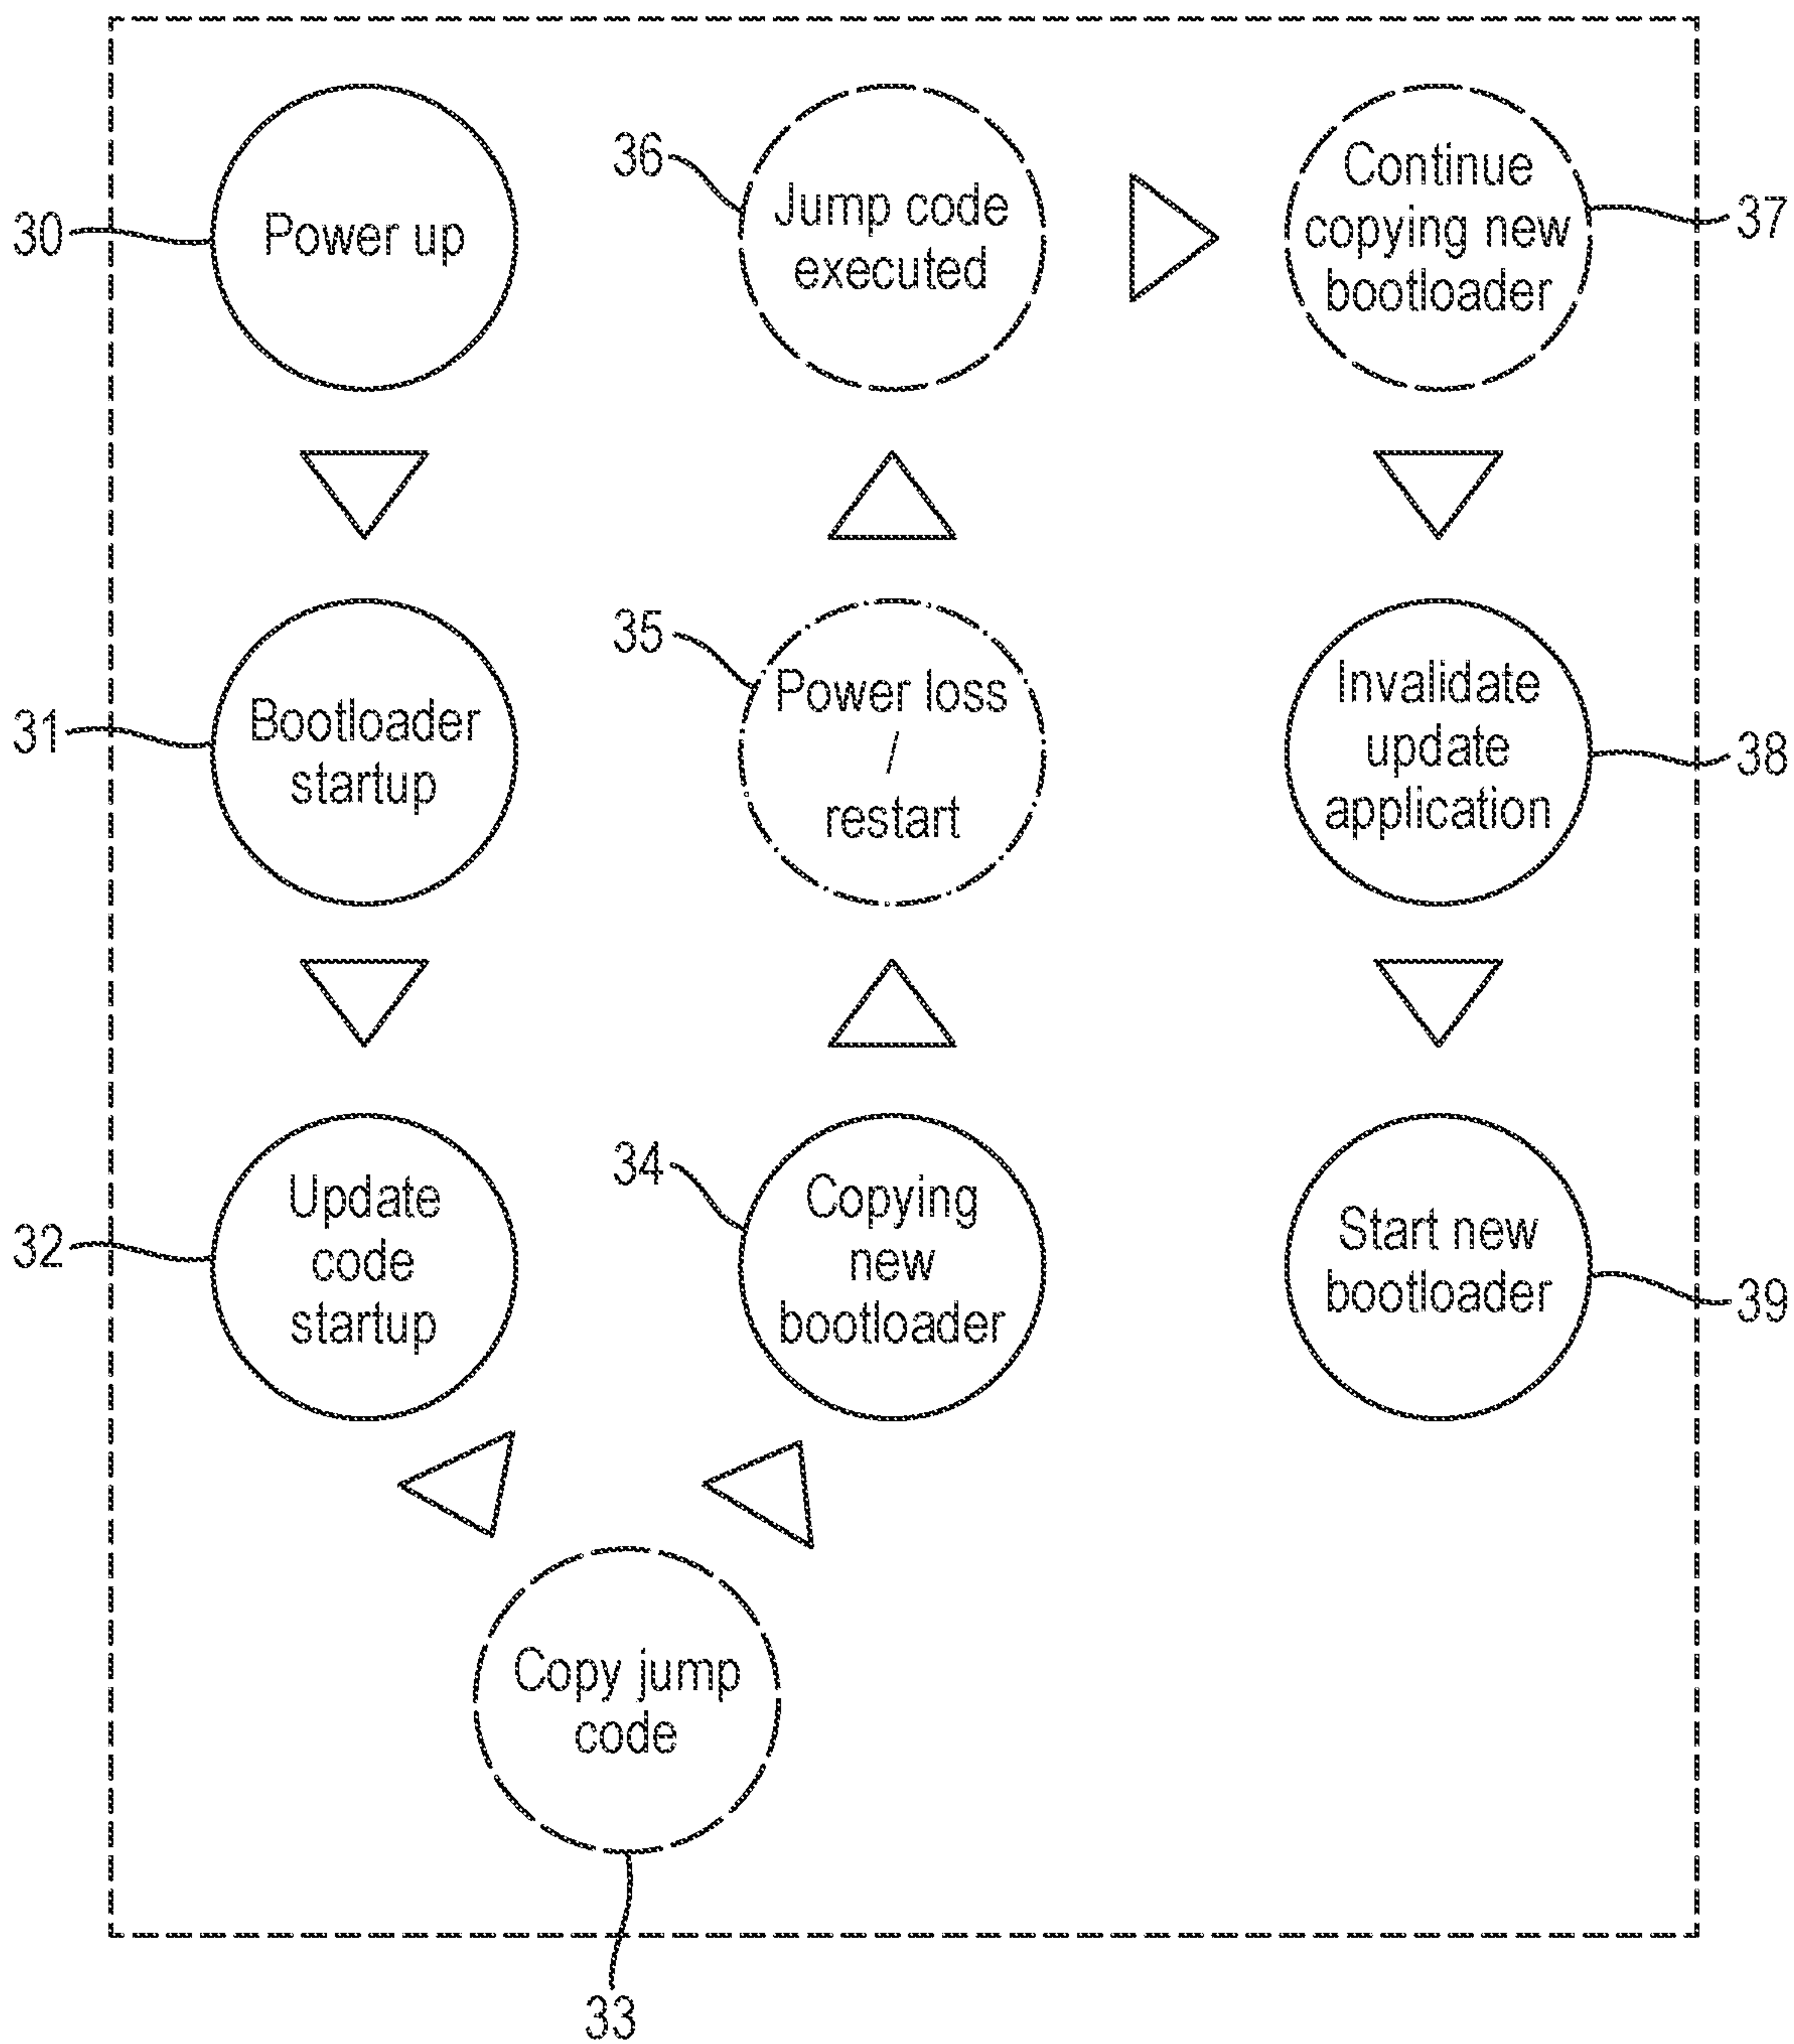 30
Power up
31
Bootloader
startup
32
Update
code
startup
33
Copy jump
code
34
Copying
new
bootloader
35
Power loss
/
restart
36
Jump code
executed
37
Continue
copying new
bootloader
38
Invalidate
update
application
39
Start new
bootloader